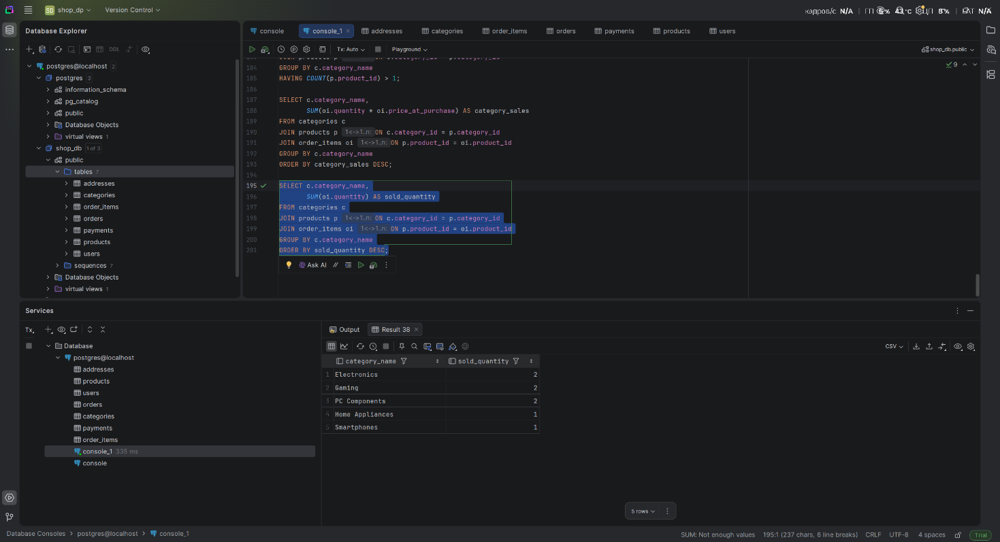 SD shop_dp Version Control
кадров/с N/A
43 °C
8 %
N/A
Database Explorer
DDL
postgres@localhost 2
postgres 3
information_schema
pg_catalog
public
Database Objects
virtual views 1
shop_db 1 of 3
public
tables 7
addresses
categories
order_items
orders
payments
products
users
sequences 7
Database Objects
virtual views 1
console console_1 addresses categories order_items orders payments products users
Tx: Auto Playground shop_db.public
9
184 GROUP BY c.category_name
185 HAVING COUNT(p.product_id) > 1;
186
187 SELECT c.category_name,
188 SUM(oi.quantity * oi.price_at_purchase) AS category_sales
189 FROM categories c
190 JOIN products p 1<->1..n: ON c.category_id = p.category_id
191 JOIN order_items oi 1<->1..n: ON p.product_id = oi.product_id
192 GROUP BY c.category_name
193 ORDER BY category_sales DESC;
194
195 SELECT c.category_name,
196 SUM(oi.quantity) AS sold_quantity
197 FROM categories c
198 JOIN products p 1<->1..n: ON c.category_id = p.category_id
199 JOIN order_items oi 1<->1..n: ON p.product_id = oi.product_id
200 GROUP BY c.category_name
201 ORDER BY sold_quantity DESC;
Ask AI
Services
Tx
Database
postgres@localhost
addresses
products
users
orders
categories
payments
order_items
console_1 335 ms
console
Output Result 38
CSV
category_name sold_quantity
1 Electronics 2
2 Gaming 2
3 PC Components 2
4 Home Appliances 1
5 Smartphones 1
5 rows
Database Consoles > postgres@localhost > console_1
SUM: Not enough values 195:1 (237 chars, 6 line breaks) CRLF UTF-8 4 spaces Trial